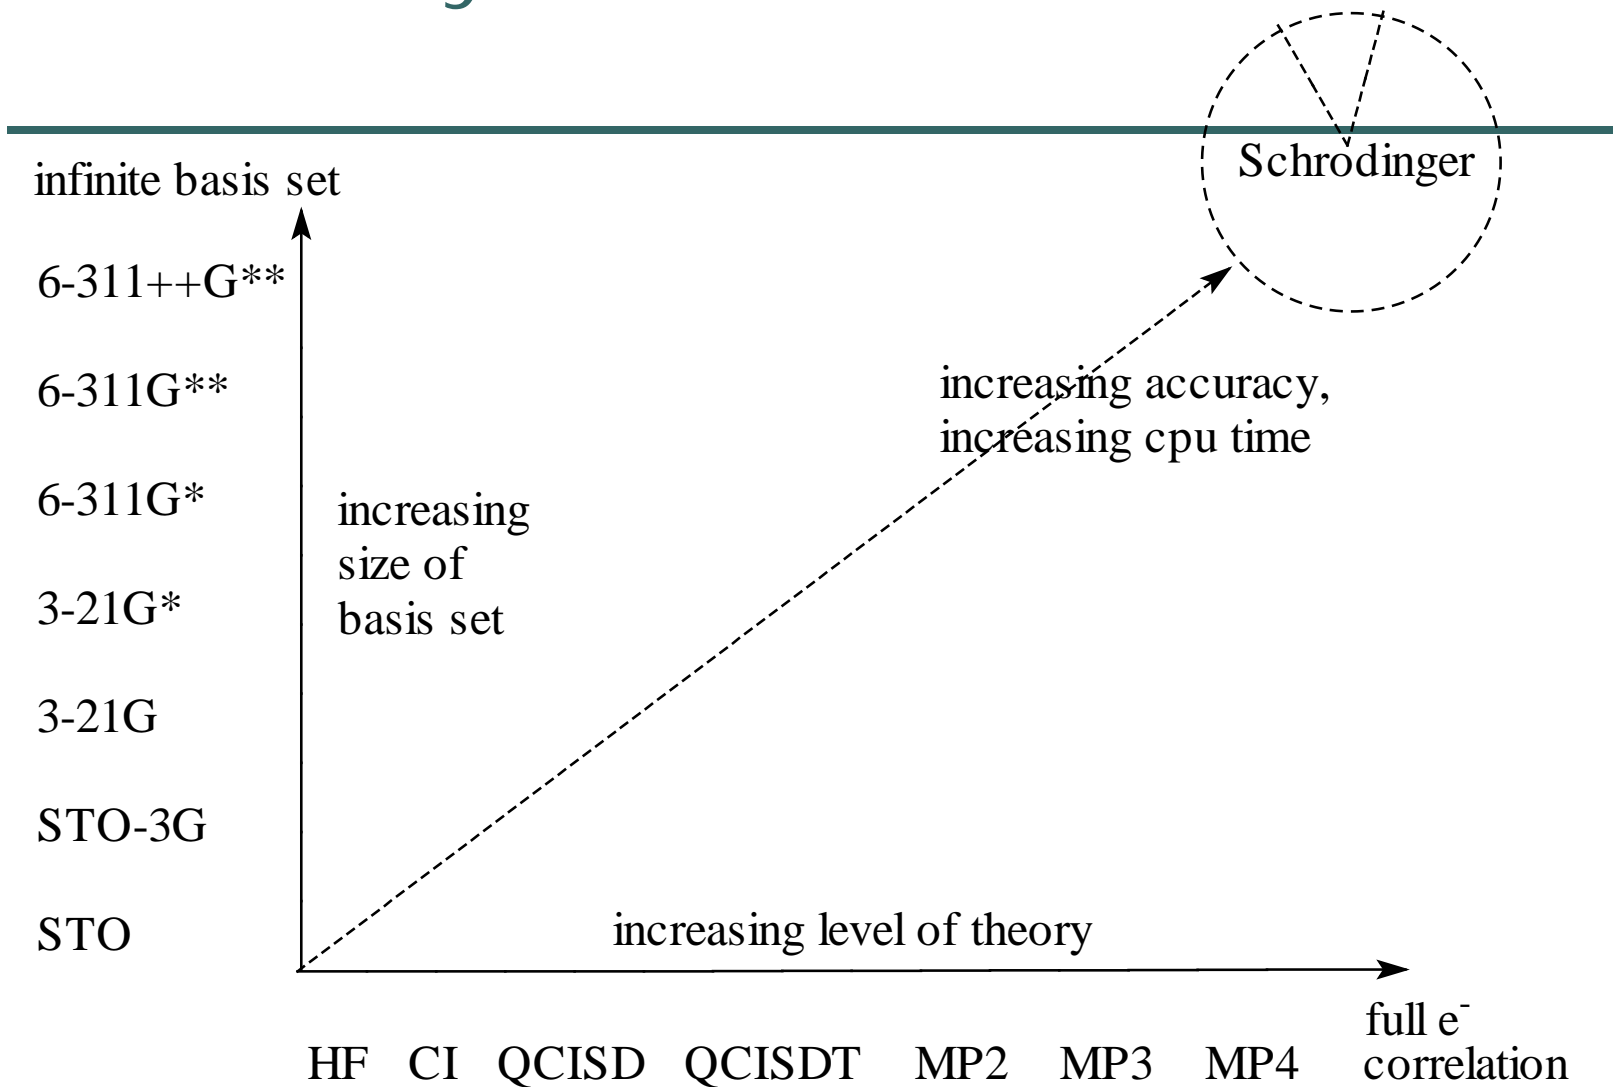 Schrodinger
infinite basis set
6-311++G**
6-311G**
6-311G*
3-21G*
3-21G
STO-3G
STO
increasing accuracy,
increasing cpu time
increasing
size of
basis set
increasing level of theory
HF CI QCISD QCISDT MP2 MP3 MP4
full e-
correlation